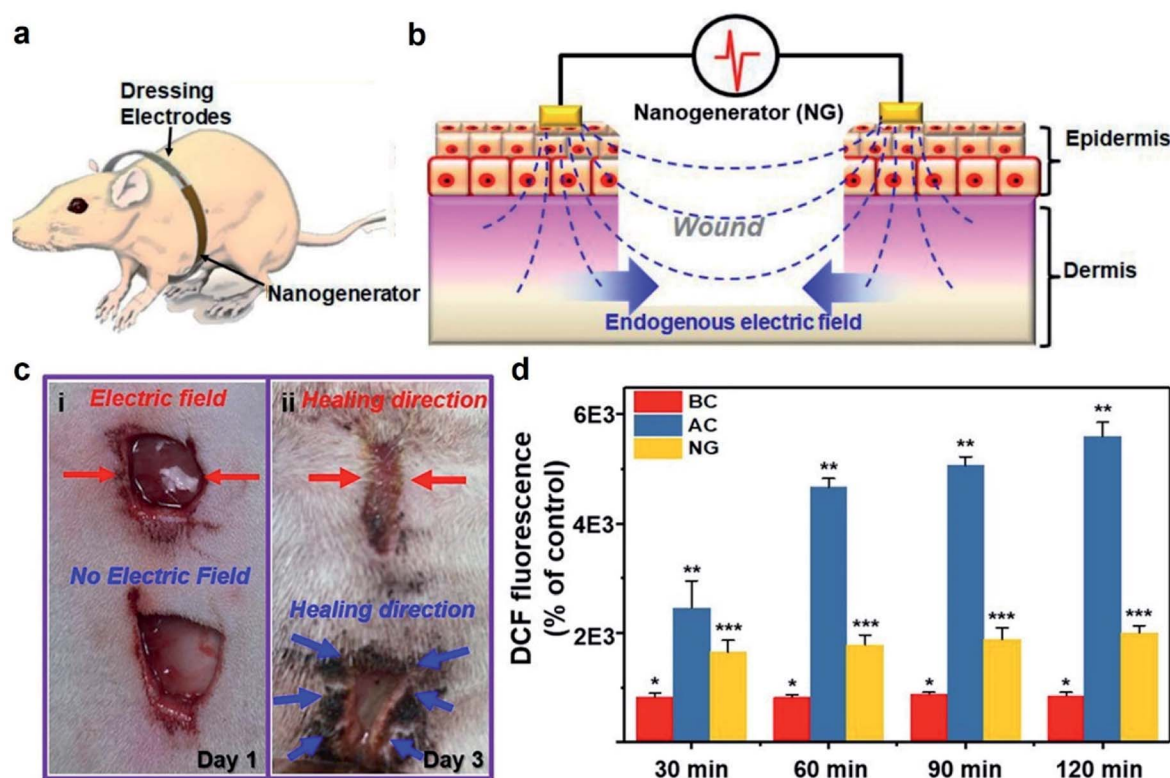 a
Dressing
Electrodes
Nanogenerator
b
Nanogenerator (NG)
Epidermis
Wound
Dermis
Endogenous electric field
c
i
Electric field
No Electric Field
Day 1
ii
Healing direction
Healing direction
Day 3
d
DCF fluorescence
(% of control)
6E3
4E3
2E3
BC
AC
NG
*
**
***
*
**
***
*
**
***
*
**
***
30 min
60 min
90 min
120 min